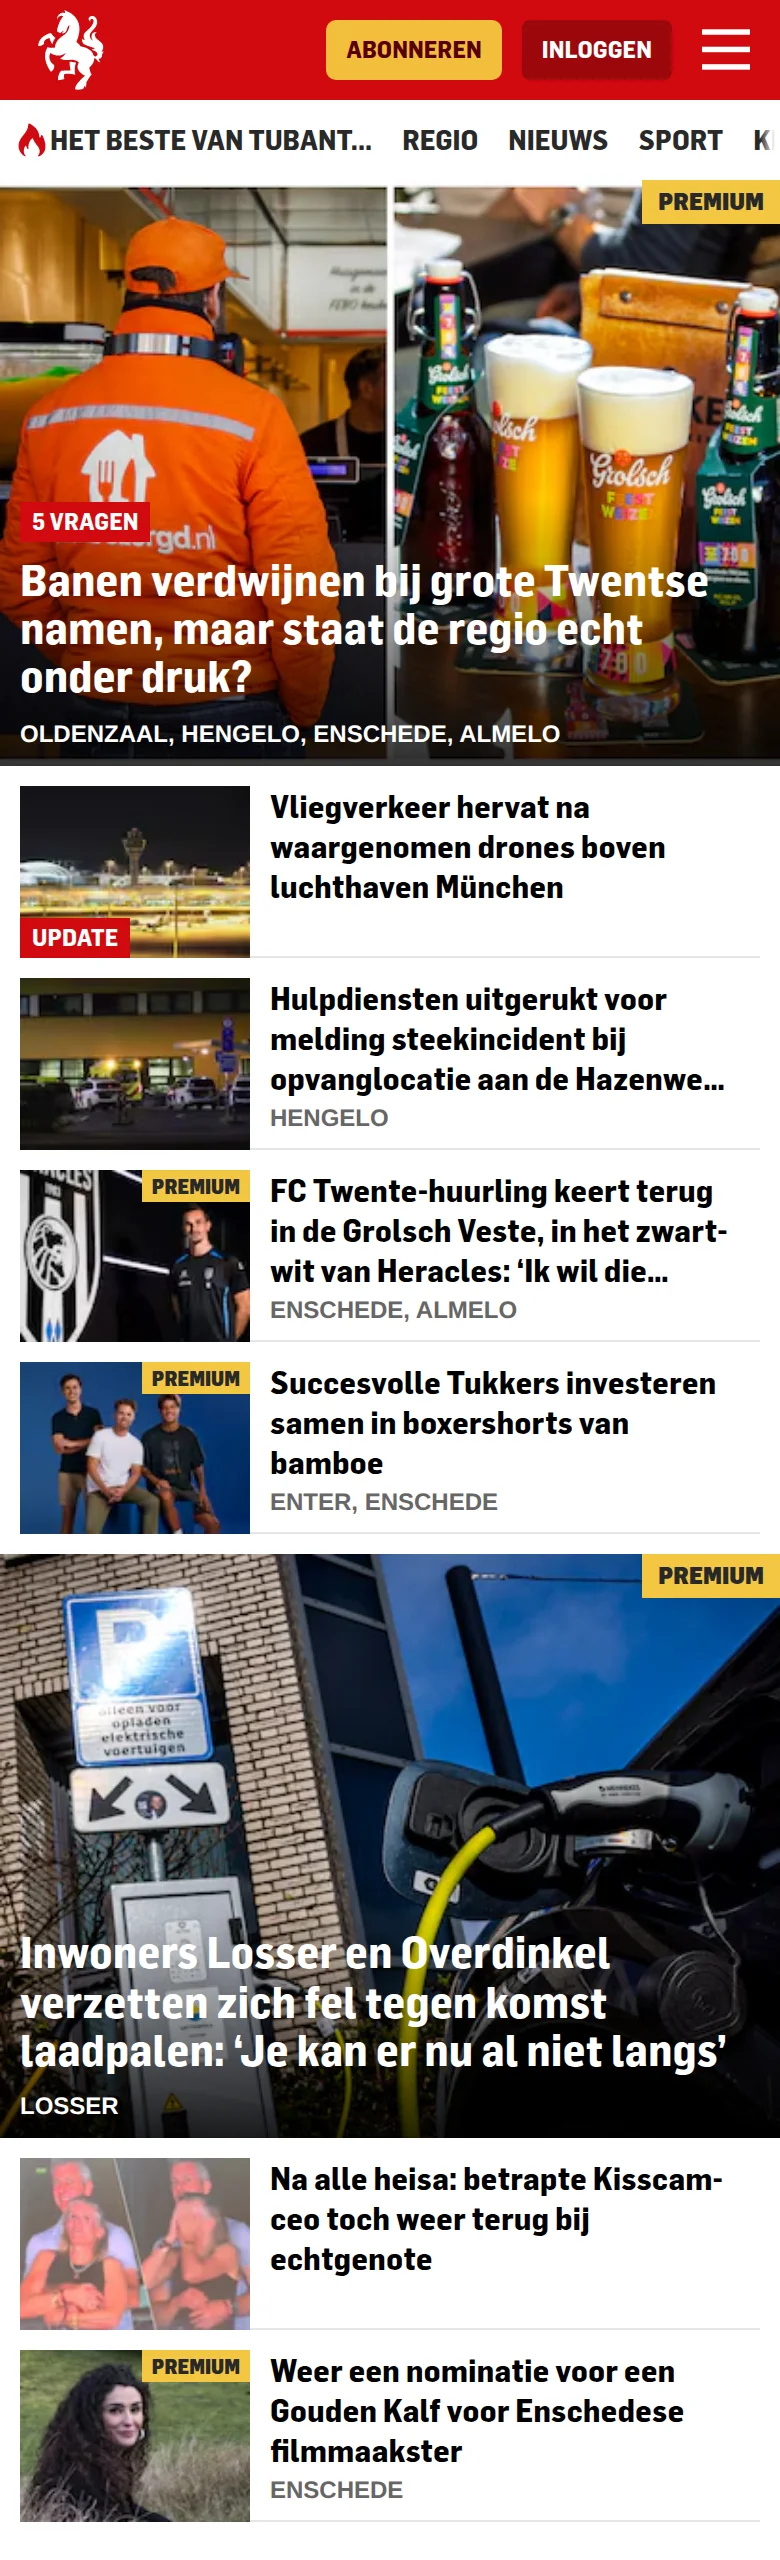 ABONNEREN
INLOGGEN
HET BESTE VAN TUBANT...
REGIO
NIEUWS
SPORT
PREMIUM
Grolsch
FEEST
WEIZEN
700
5 VRAGEN
Banen verdwijnen bij grote Twentse
namen, maar staat de regio echt
onder druk?
OLDENZAAL, HENGELO, ENSCHEDE, ALMELO
Vliegverkeer hervat na
waargenomen drones boven
luchthaven München
UPDATE
Hulpdiensten uitgerukt voor
melding steekincident bij
opvanglocatie aan de Hazenwe...
HENGELO
PREMIUM
FC Twente-huurling keert terug
in de Grolsch Veste, in het zwart-
wit van Heracles: ‘Ik wil die...
ENSCHEDE, ALMELO
PREMIUM
Succesvolle Tukkers investeren
samen in boxershorts van
bamboe
ENTER, ENSCHEDE
PREMIUM
P
alleen voor
opladen
elektrische
voertuigen
Inwoners Losser en Overdinkel
verzetten zich fel tegen komst
laadpalen: ‘Je kan er nu al niet langs’
LOSSER
Na alle heisa: betrapte Kisscam-
ceo toch weer terug bij
echtgenote
PREMIUM
Weer een nominatie voor een
Gouden Kalf voor Enschedese
filmmaakster
ENSCHEDE